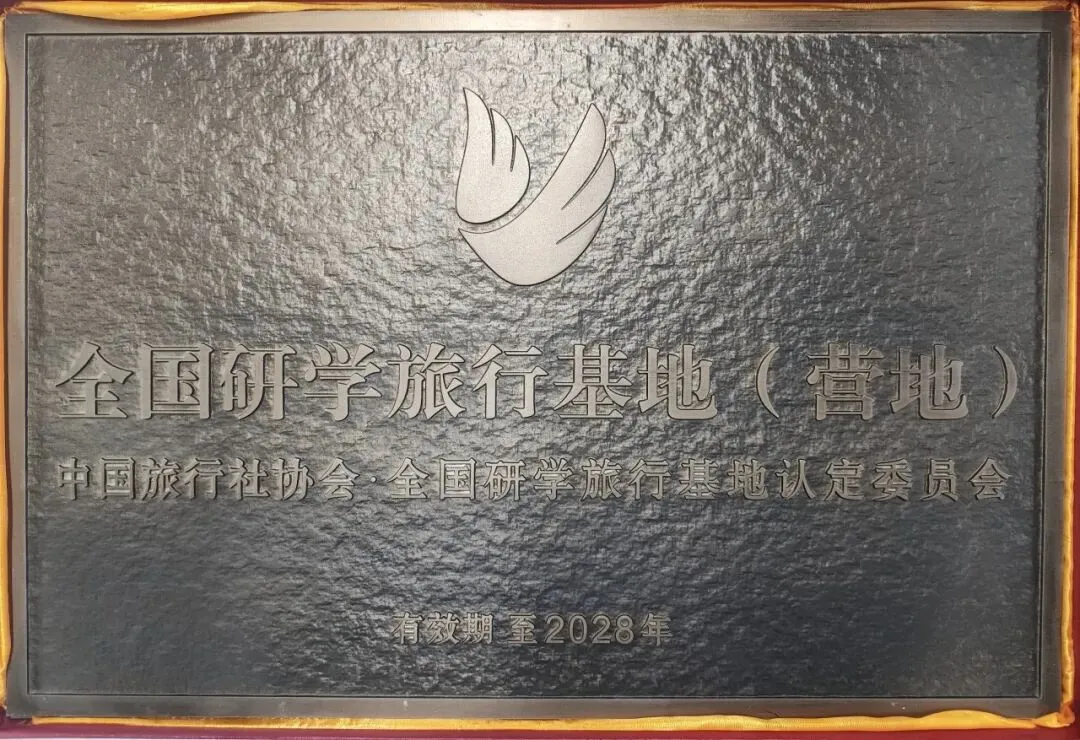 全国研学旅行基地（营地）
中国旅行社协会·全国研学旅行基地认定委员会
有效期至2028年